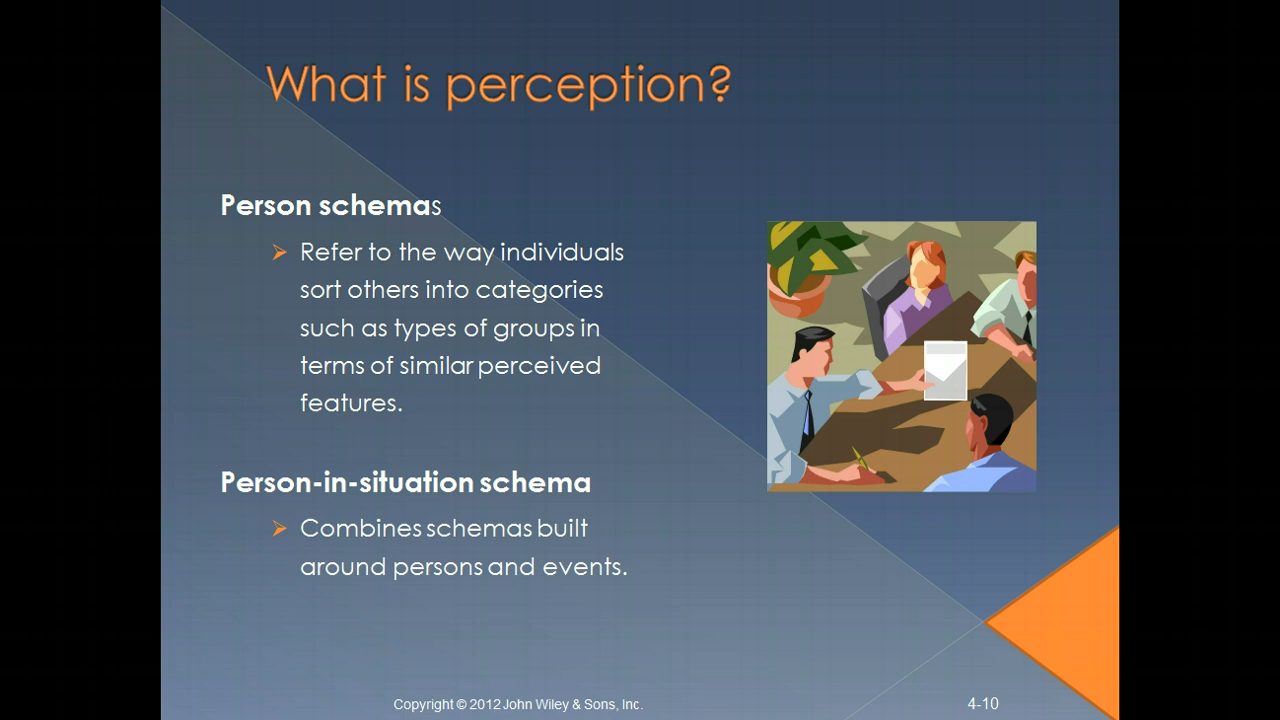 What is perception?
Person schemas
Refer to the way individuals
sort others into categories
such as types of groups in
terms of similar perceived
features.
Person-in-situation schema
Combines schemas built
around persons and events.
Copyright © 2012 John Wiley & Sons, Inc.
4-10